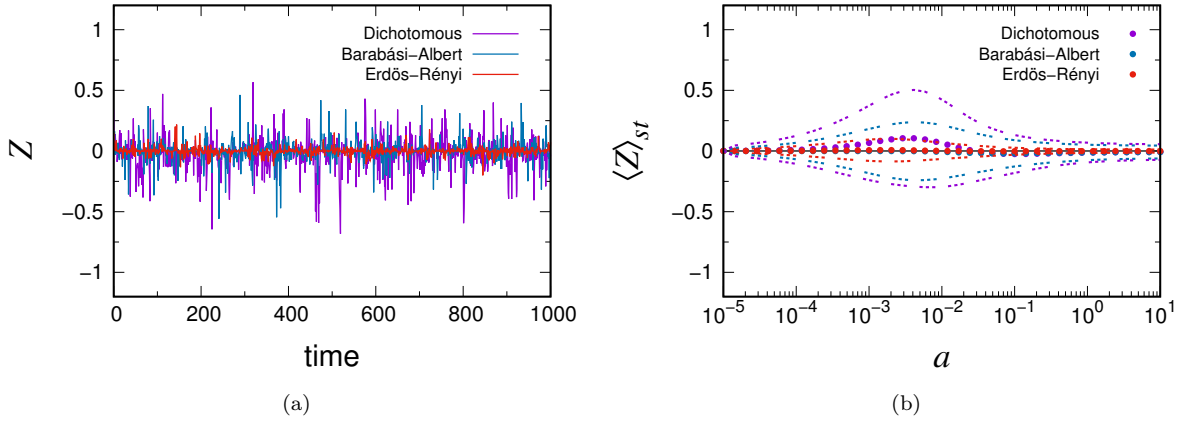 Z
1
0.5
0
−0.5
−1
Dichotomous
Barabási−Albert
Erdös−Rényi
0 200 400 600 800 1000
time
(a)
⟨Z⟩st
1
0.5
0
−0.5
−1
Dichotomous
Barabási−Albert
Erdös−Rényi
10⁻⁵ 10⁻⁴ 10⁻³ 10⁻² 10⁻¹ 10⁰ 10¹
a
(b)